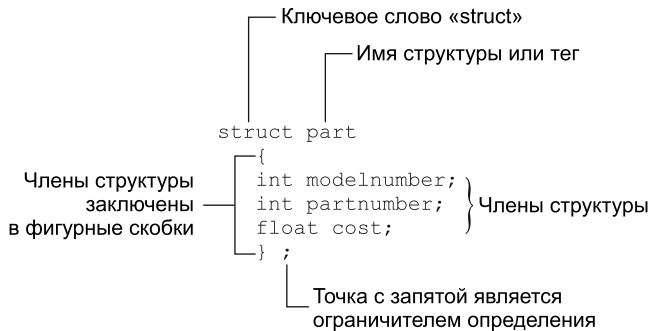 Ключевое слово «struct»
Имя структуры или тег
struct part
{
int modelnumber;
int partnumber;
float cost;
} ;
Члены структуры
заключены
в фигурные скобки
Члены структуры
Точка с запятой является
ограничителем определения